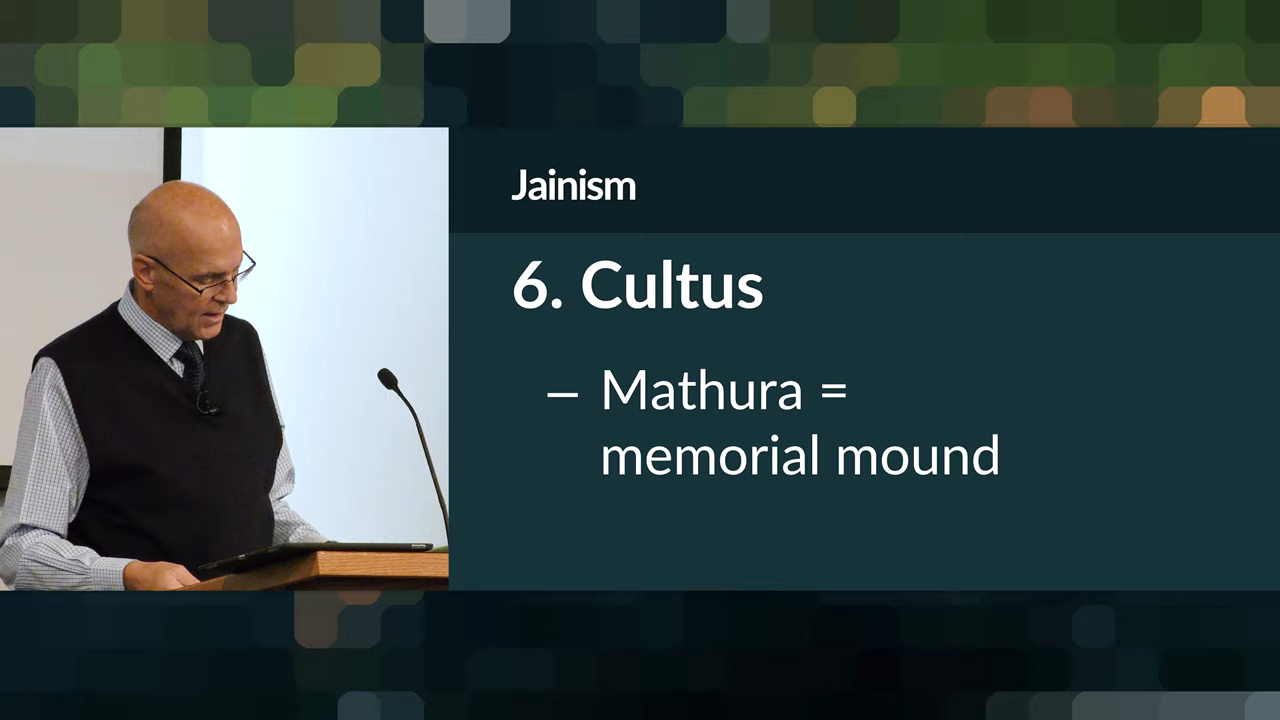 Jainism
6. Cultus
– Mathura =
memorial mound